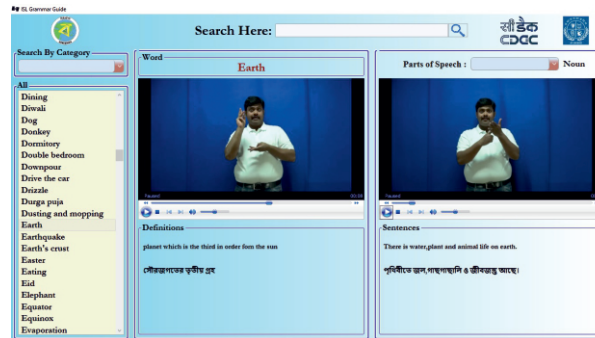 ISL Grammar Guide
Search Here:
सी डैक
CDAC
Search By Category
Word
Earth
Parts of Speech :
Noun
All
Dining
Diwali
Dog
Donkey
Dormitory
Double bedroom
Downpour
Drive the car
Drizzle
Durga puja
Dusting and mopping
Earth
Earthquake
Earth's crust
Easter
Eating
Eid
Elephant
Equator
Equinox
Evaporation
Paused
Paused
Definitions
planet which is the third in order fom the sun
সৌরজগতের তৃতীয় গ্রহ
Sentences
There is water,plant and animal life on earth.
পৃথিবীতে জল,গাছগাছালি ও জীবজন্তু আছে।